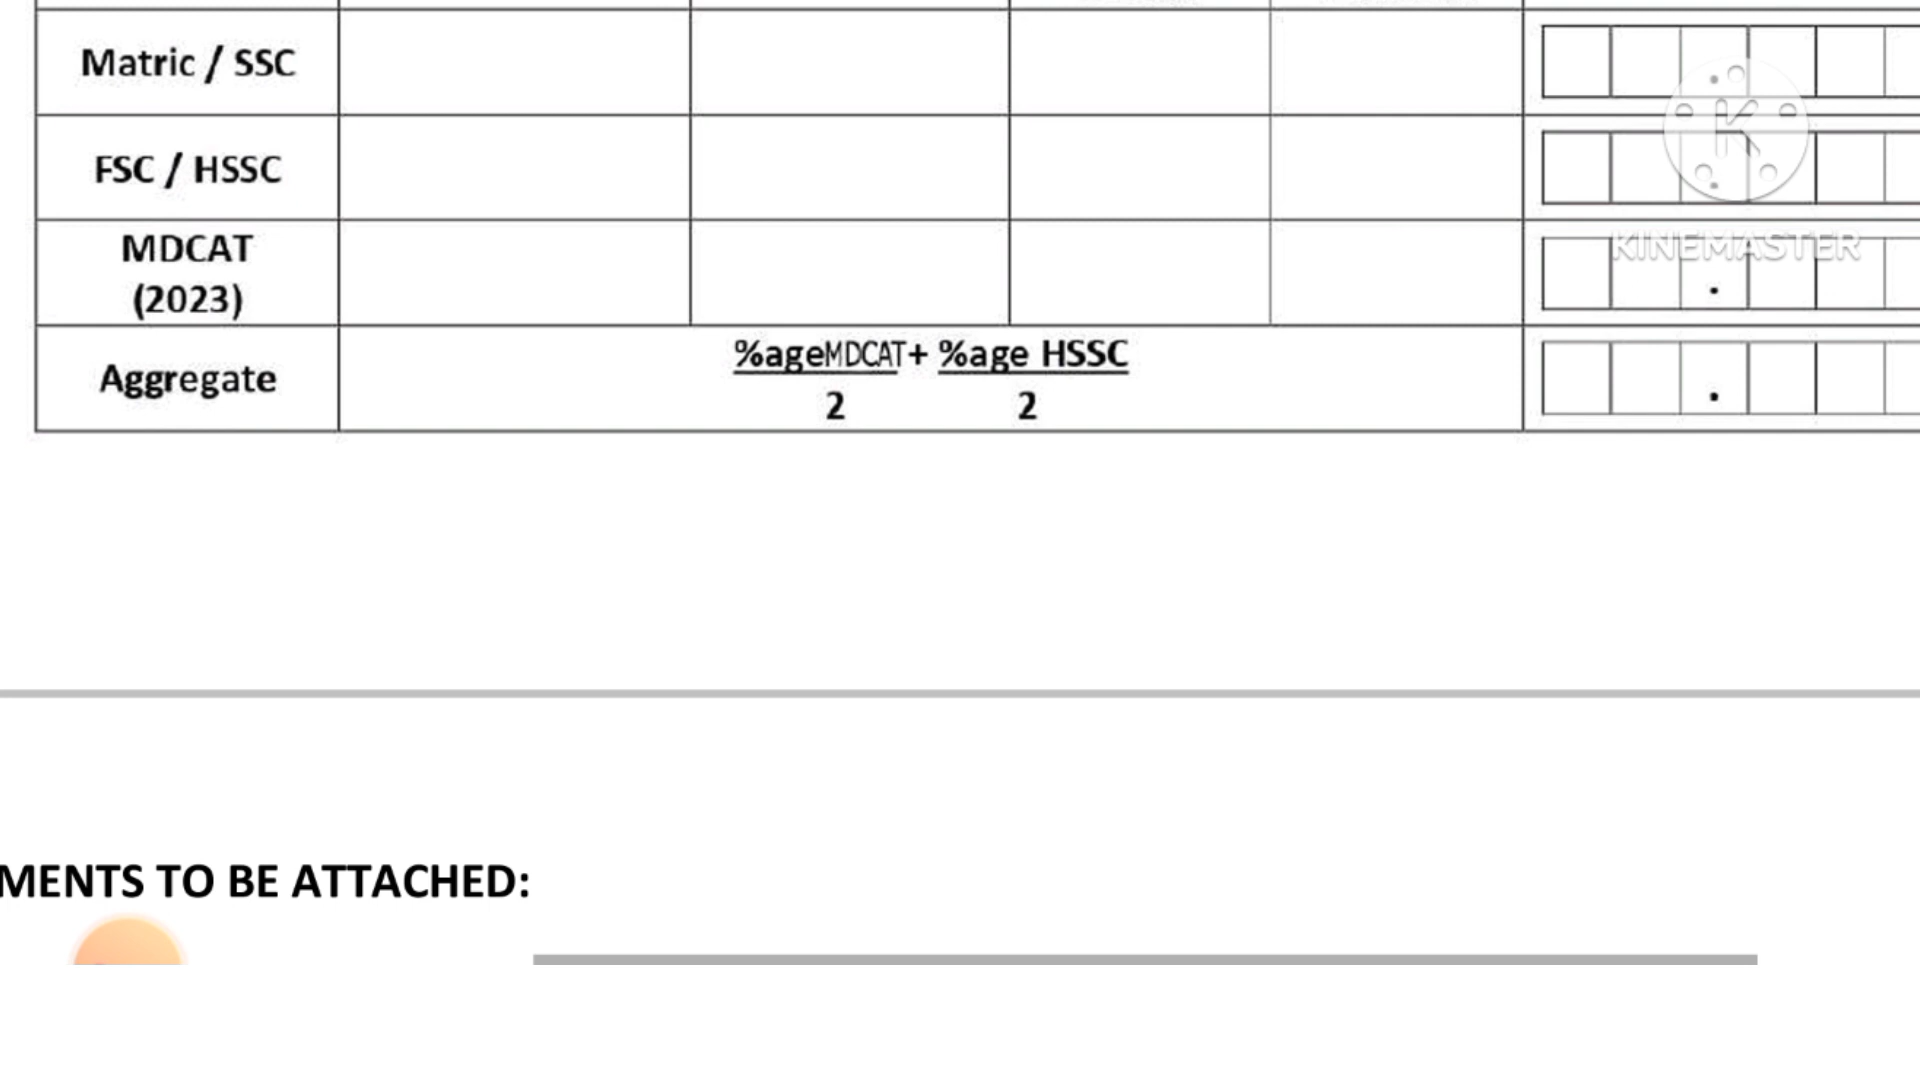 Matric / SSC
FSC / HSSC
MDCAT
(2023)
KINEMASTER
.
Aggregate
%ageMDCAT+ %age HSSC
2 2
.
MENTS TO BE ATTACHED: